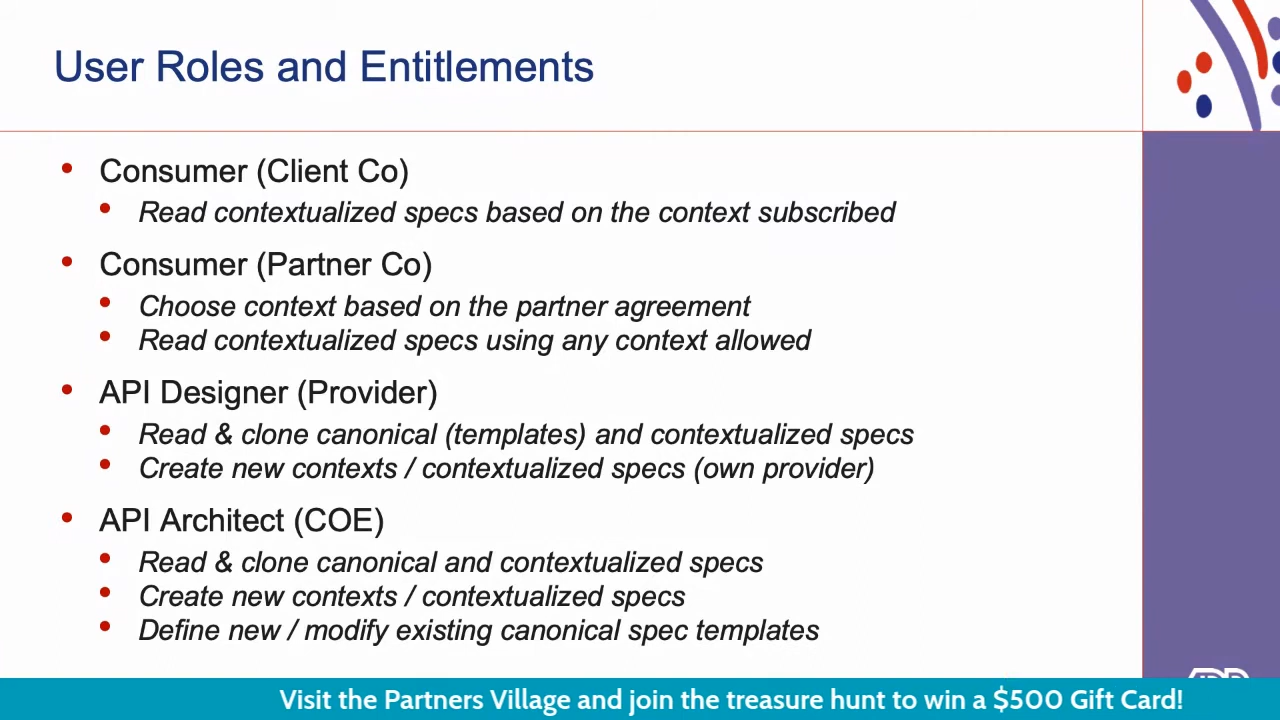 User Roles and Entitlements
Consumer (Client Co)
Read contextualized specs based on the context subscribed
Consumer (Partner Co)
Choose context based on the partner agreement
Read contextualized specs using any context allowed
API Designer (Provider)
Read & clone canonical (templates) and contextualized specs
Create new contexts / contextualized specs (own provider)
API Architect (COE)
Read & clone canonical and contextualized specs
Create new contexts / contextualized specs
Define new / modify existing canonical spec templates
Visit the Partners Village and join the treasure hunt to win a $500 Gift Card!